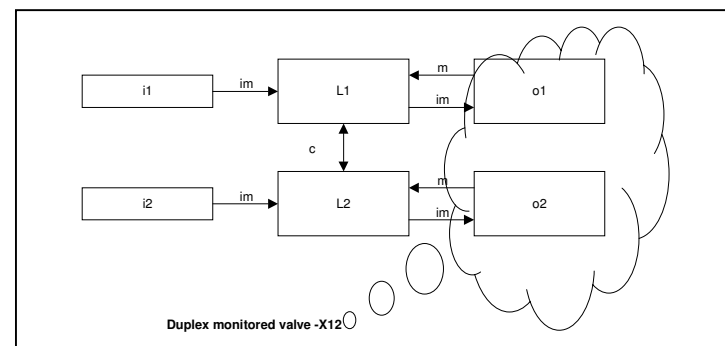 m
i1 im L1 im o1
c
m
i2 im L2 im o2
Duplex monitored valve -X12